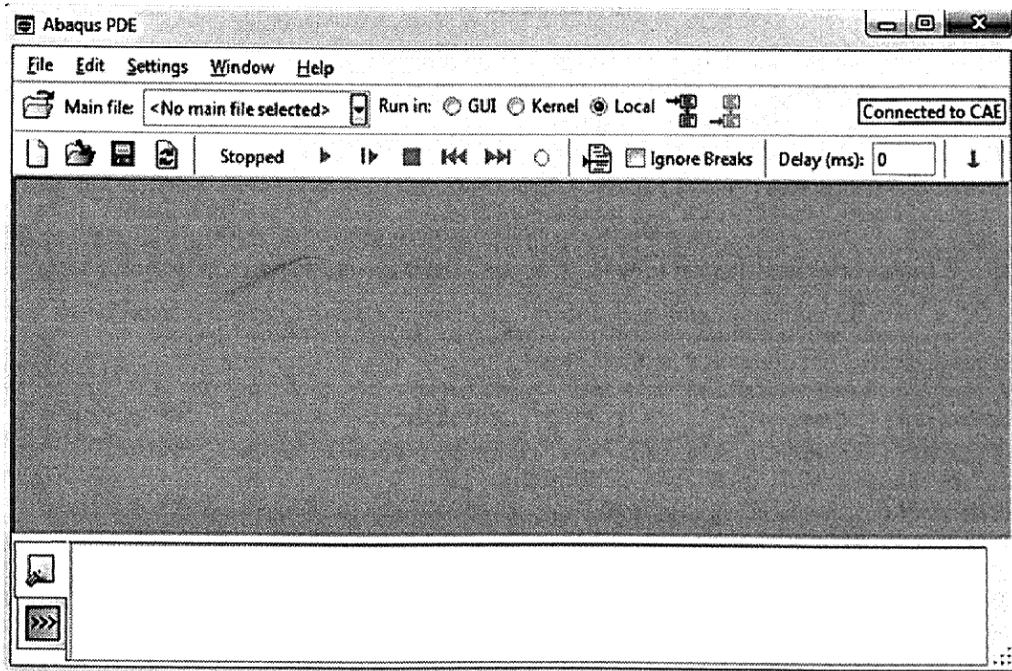 Abaqus PDE
File Edit Settings Window Help
Main file: <No main file selected> Run in: GUI Kernel Local Connected to CAE
Stopped Ignore Breaks Delay (ms): 0
>>>